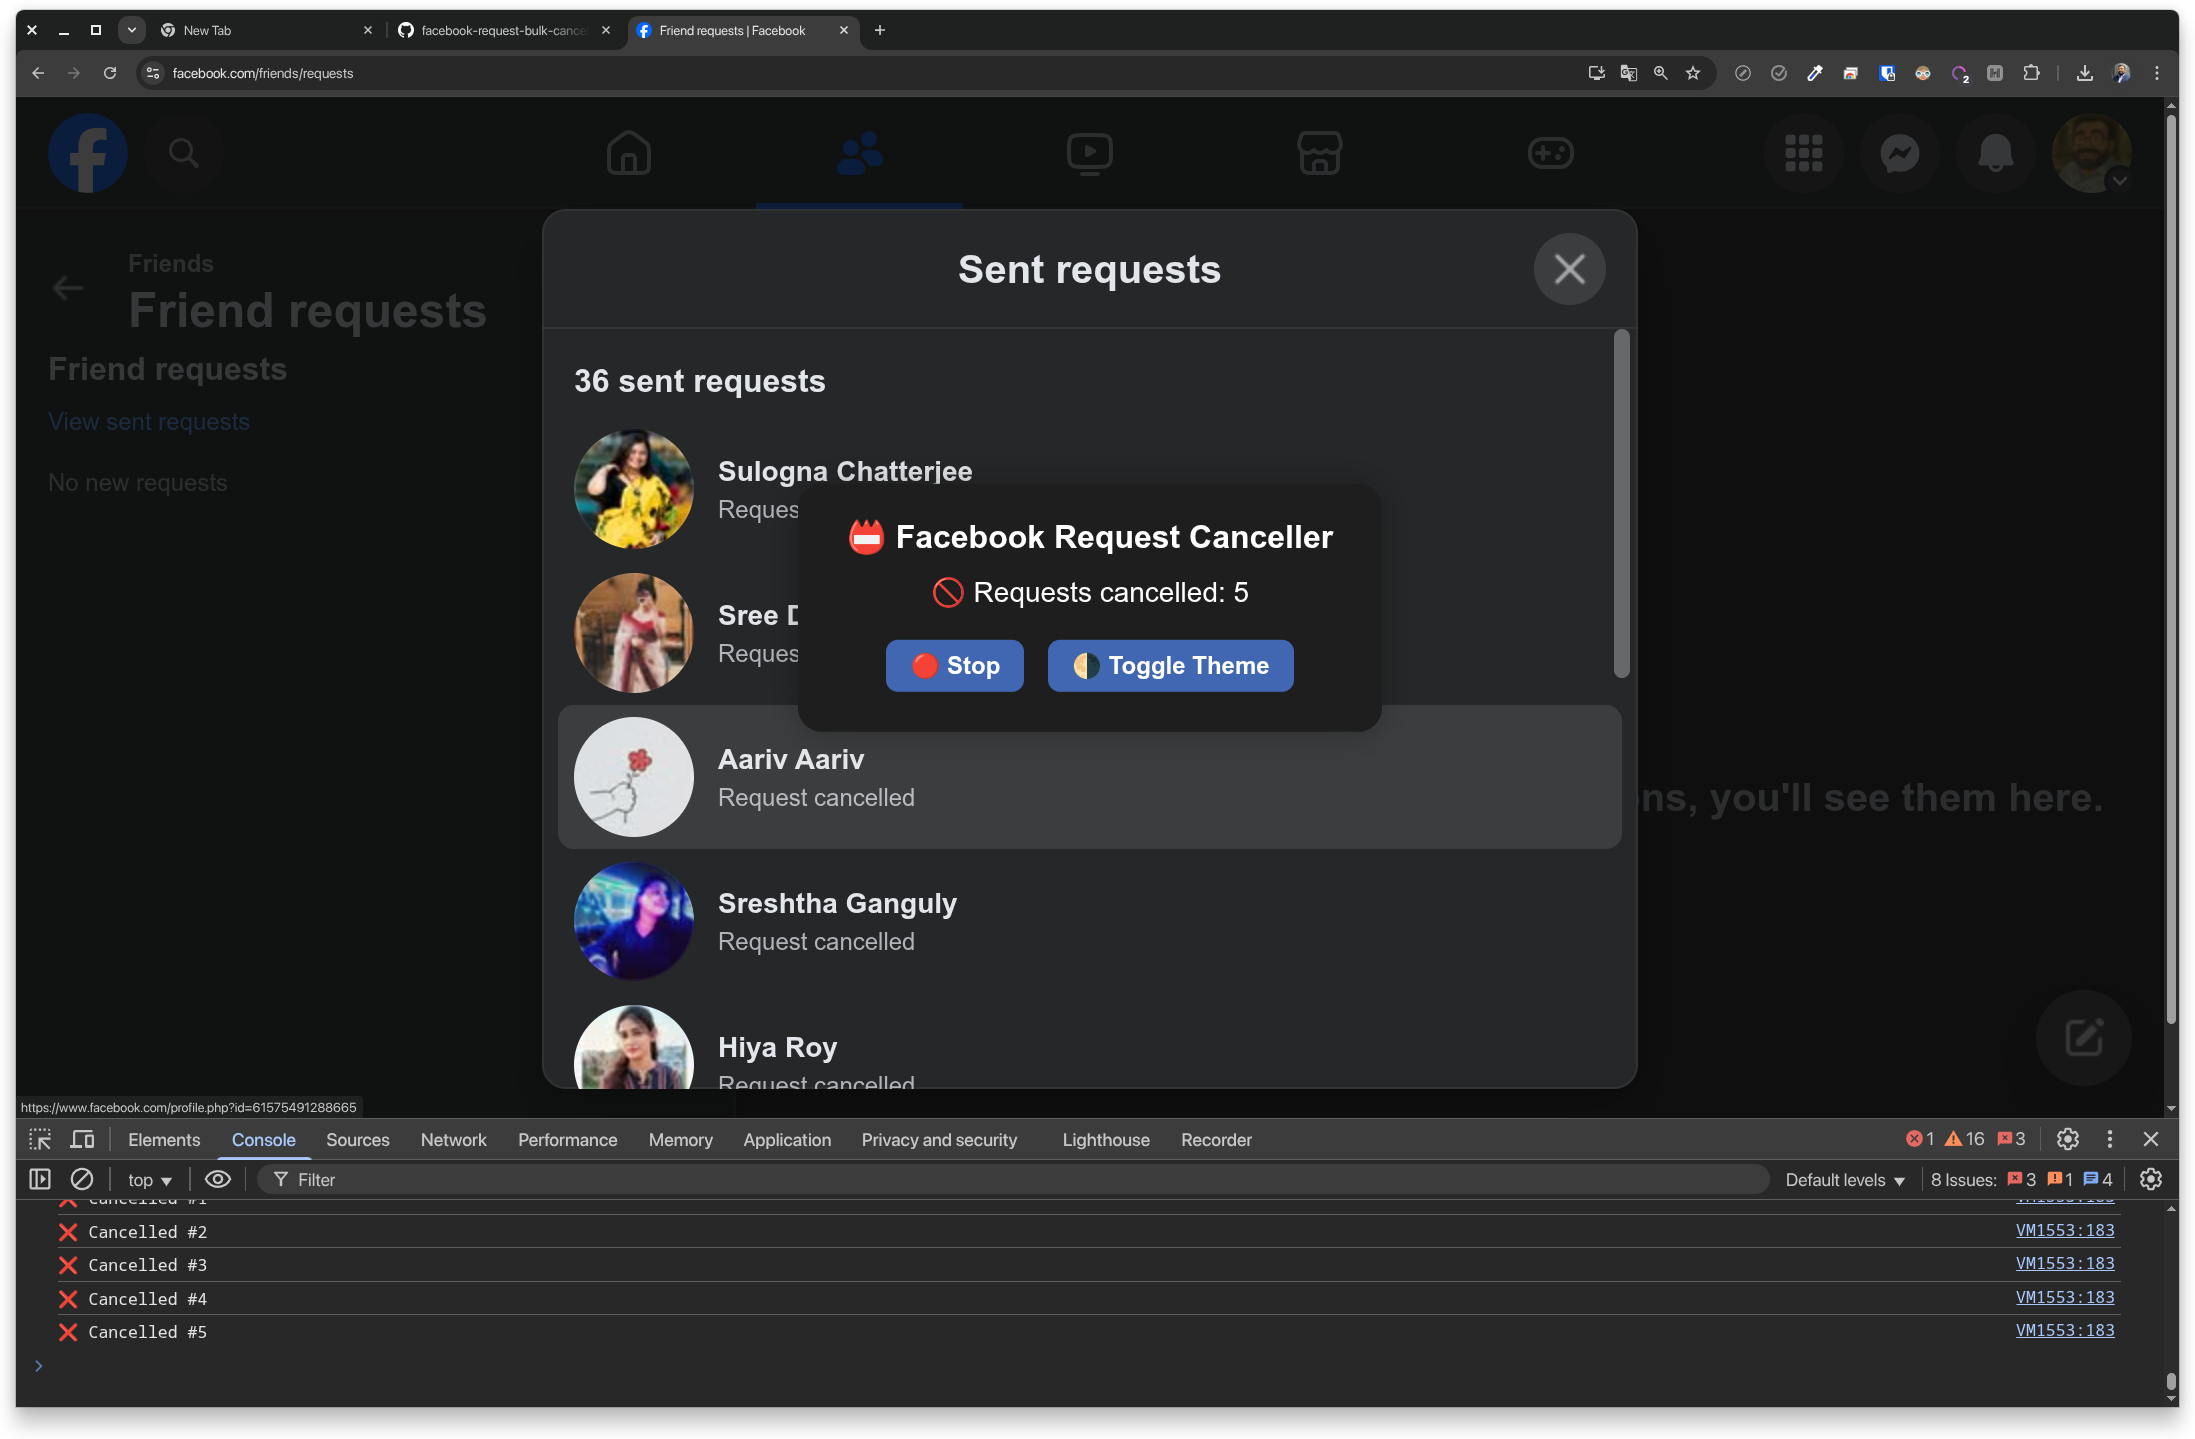 New Tab
facebook-request-bulk-cance
Friend requests | Facebook
facebook.com/friends/requests
2
Friends
Friend requests
Friend requests
View sent requests
No new requests
Sent requests
36 sent requests
Sulogna Chatterjee
Reques
Sree D
Reques
📛 Facebook Request Canceller
🚫 Requests cancelled: 5
🔴 Stop
🌗 Toggle Theme
Aariv Aariv
Request cancelled
ns, you'll see them here.
Sreshtha Ganguly
Request cancelled
Hiya Roy
Request cancelled
https://www.facebook.com/profile.php?id=61575491288665
Elements Console Sources Network Performance Memory Application Privacy and security Lighthouse Recorder 1 16 3
top Filter Default levels 8 Issues: 3 1 4
❌ Cancelled #1 VM1553:183
❌ Cancelled #2 VM1553:183
❌ Cancelled #3 VM1553:183
❌ Cancelled #4 VM1553:183
❌ Cancelled #5 VM1553:183